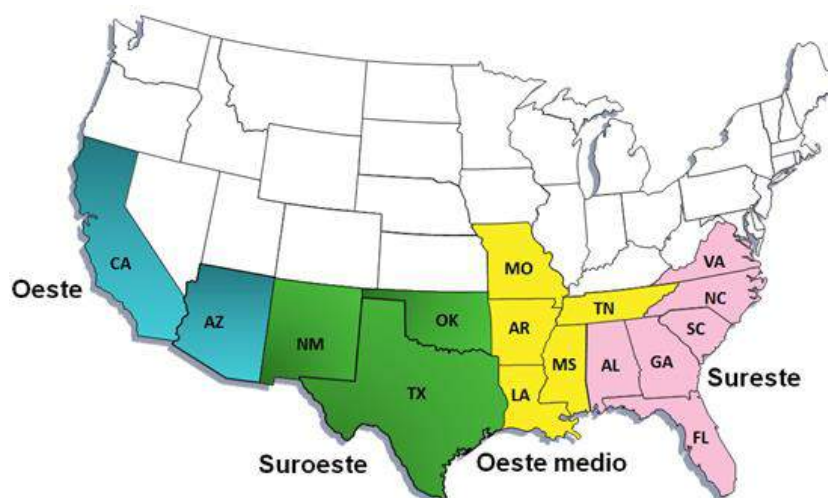 CA
Oeste
AZ
NM
OK
TX
Suroeste
MO
AR
TN
MS
LA
Oeste medio
VA
NC
SC
AL
GA
Sureste
FL